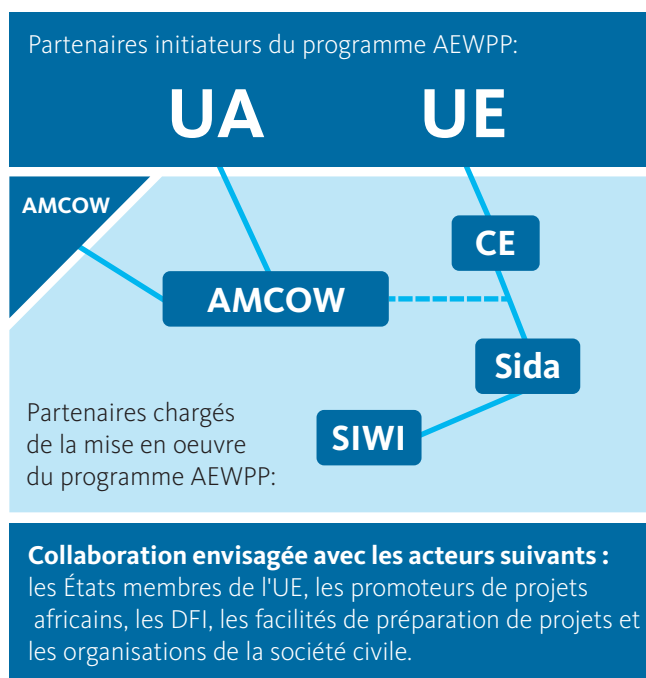 Partenaires initiateurs du programme AEWPP:
UA UE
AMCOW
CE
AMCOW
Sida
SIWI
Partenaires chargés
de la mise en oeuvre
du programme AEWPP:
Collaboration envisagée avec les acteurs suivants :
les États membres de l'UE, les promoteurs de projets
africains, les DFI, les facilités de préparation de projets et
les organisations de la société civile.